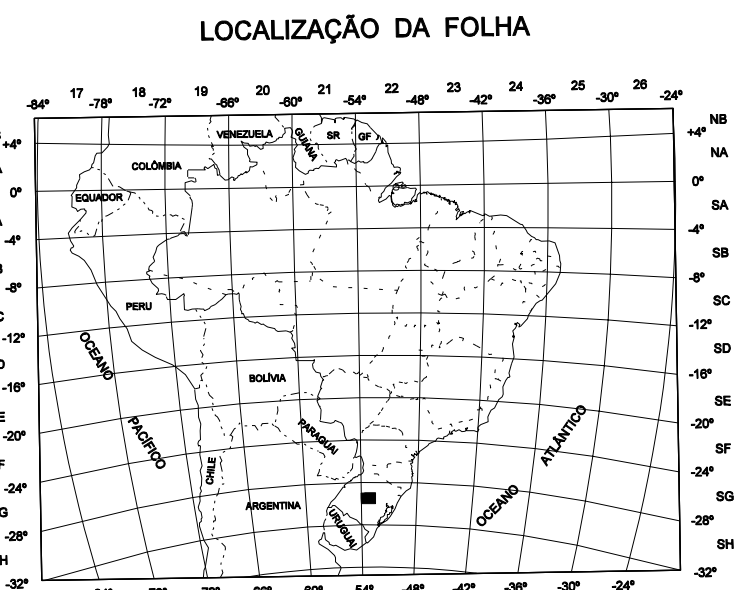 LOCALIZAÇÃO DA FOLHA
17 18 19 20 21 22 23 24 25 26
-84° -78° -72° -66° -60° -54° -48° -42° -36° -30° -24°
NB
+4° +4°
NA
0° 0°
SA
-4° -4°
SB
-8° -8°
SC
-12° -12°
SD
-16° -16°
SE
-20° -20°
SF
-24° -24°
SG
-28° -28°
SH
-32° -32°
VENEZUELA
GUIANA
SR
GF
COLÔMBIA
EQUADOR
PERU
OCEANO
PACÍFICO
BOLÍVIA
PARAGUAI
CHILE
ARGENTINA
URUGUAI
OCEANO
ATLÂNTICO
-54° -48° -42° -36° -30° -24°